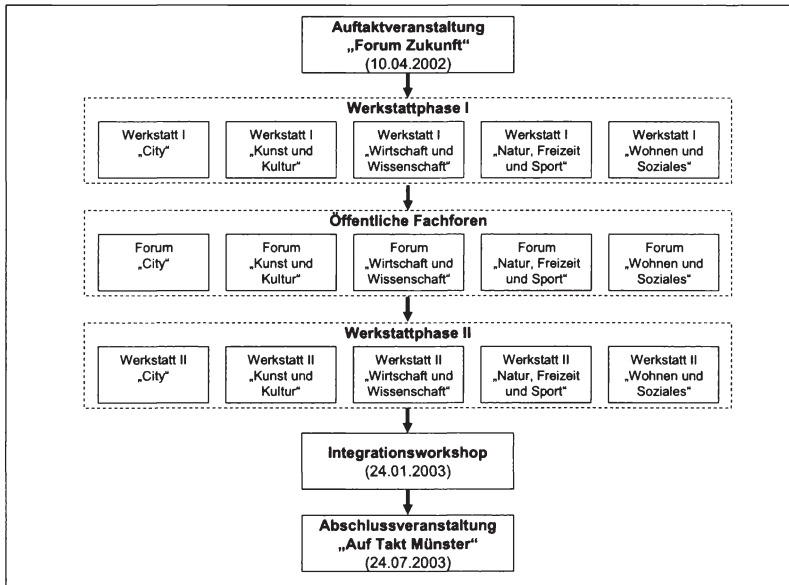 Auftaktveranstaltung
„Forum Zukunft“
(10.04.2002)
Werkstattphase I
Werkstatt I
„City“
Werkstatt I
„Kunst und
Kultur“
Werkstatt I
„Wirtschaft und
Wissenschaft“
Werkstatt I
„Natur, Freizeit
und Sport“
Werkstatt I
„Wohnen und
Soziales“
Öffentliche Fachforen
Forum
„City“
Forum
„Kunst und
Kultur“
Forum
„Wirtschaft und
Wissenschaft“
Forum
„Natur, Freizeit
und Sport“
Forum
„Wohnen und
Soziales“
Werkstattphase II
Werkstatt II
„City“
Werkstatt II
„Kunst und
Kultur“
Werkstatt II
„Wirtschaft und
Wissenschaft“
Werkstatt II
„Natur, Freizeit
und Sport“
Werkstatt II
„Wohnen und
Soziales“
Integrationsworkshop
(24.01.2003)
Abschlussveranstaltung
„Auf Takt Münster“
(24.07.2003)